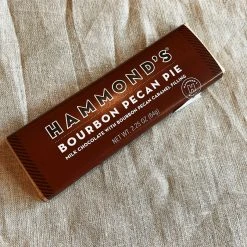 HAMMOND'S
BOURBON PECAN PIE
MILK CHOCOLATE WITH BOURBON PECAN CARAMEL FILLING
NET WT. 2.25 OZ (64g)